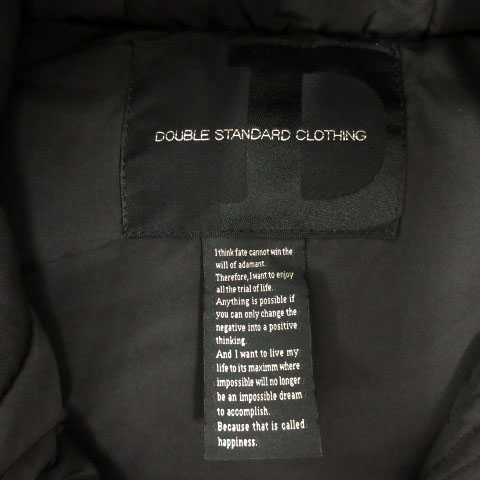 DOUBLE STANDARD CLOTHING
I think fate cannot win the
will of adamant.
Therefore, I want to enjoy
all the trial of life.
Anything is possible if
you can only change the
negative into a positive
thinking.
And I want to live my
life to its maximm where
impossible will no longer
be an impossible dream
to accomplish.
Because that is called
happiness.